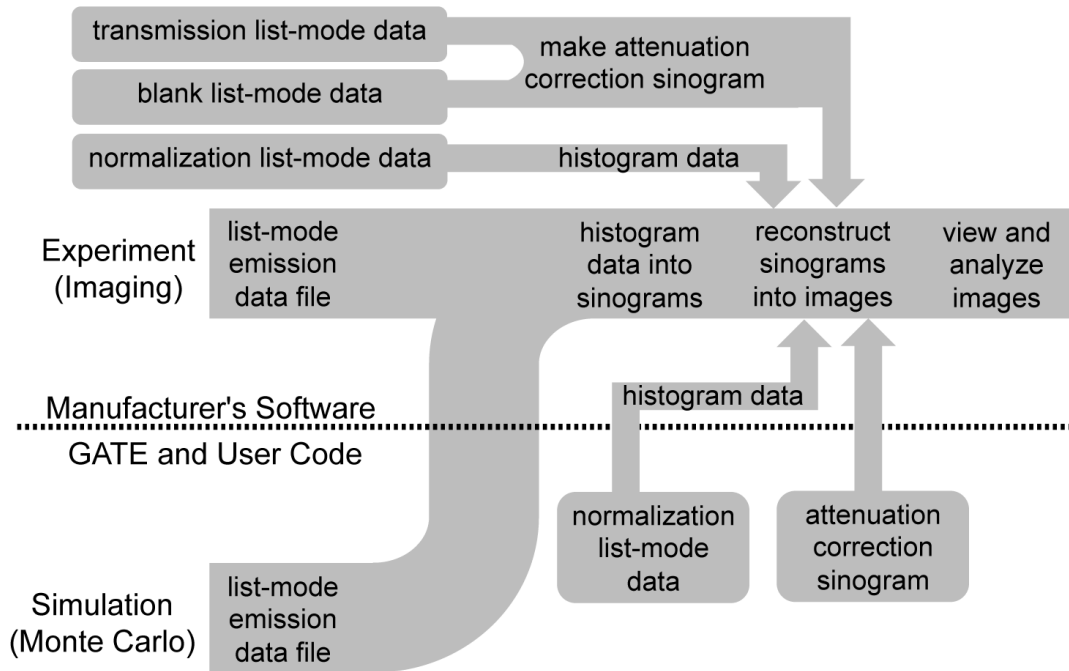 transmission list-mode data
make attenuation
correction sinogram
blank list-mode data
normalization list-mode data
histogram data
Experiment
(Imaging)
list-mode
emission
data file
histogram
data into
sinograms
reconstruct
sinograms
into images
view and
analyze
images
histogram data
Manufacturer's Software
GATE and User Code
normalization
list-mode
data
attenuation
correction
sinogram
Simulation
(Monte Carlo)
list-mode
emission
data file